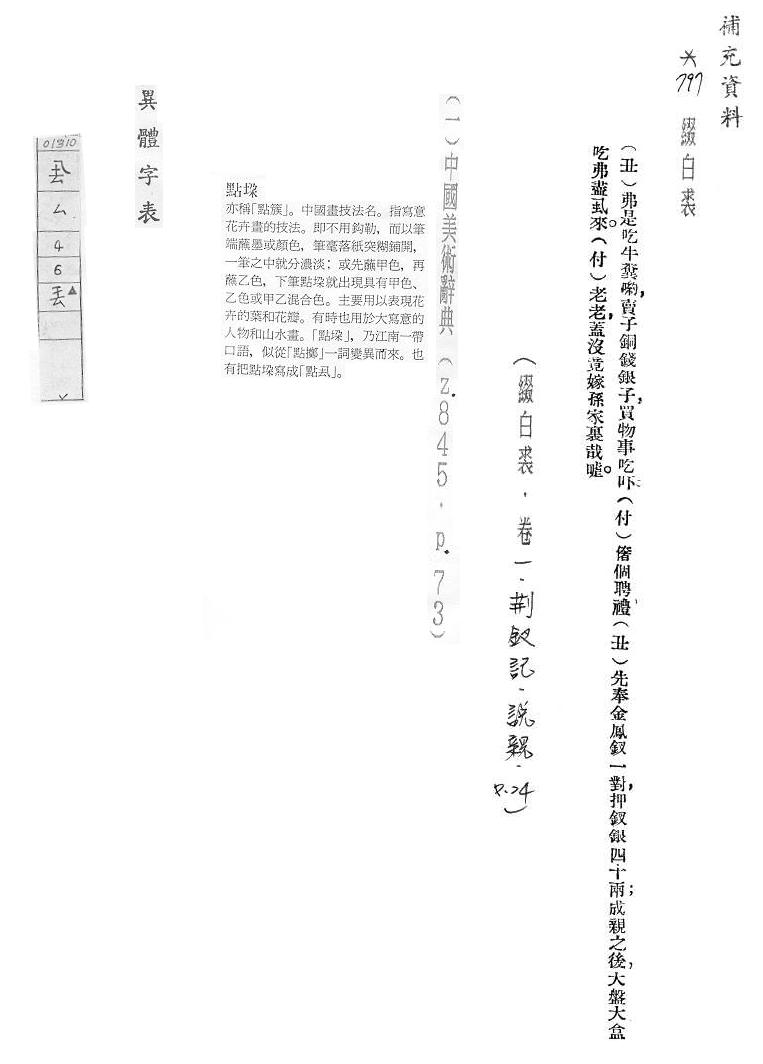 補充資料
*797 綴白裘
(丑)弗是吃牛糞喲,賣子銅錢銀子,買物事吃吓(付)偺個聘禮(丑)先奉金鳳釵一對,押釵銀四十兩;成親之後,大盤大盒
吃弗盡虱來。(付)老老,蓋沒竟嫁孫家裏哉嘘。
(綴白裘.卷一.荆釵記.說親.P.24)
(一)中國美術辭典(z.845.p.73)
點垛
亦稱「點簇」。中國畫技法名。指寫意
花卉畫的技法。即不用鈎勒,而以筆
端蘸墨或顏色,筆毫落紙突糊鋪開,
一筆之中就分濃淡;或先蘸甲色,再
蘸乙色,下筆點垛就出現具有甲色、
乙色或甲乙混合色。主要用以表現花
卉的葉和花瓣。有時也用於大寫意的
人物和山水畫。「點垛」,乃江南一帶
口語,似從「點擲」一詞變異而來。也
有把點垛寫成「點厾」。
異體字表
01310
厾
ㄙ
4
6
丟▲